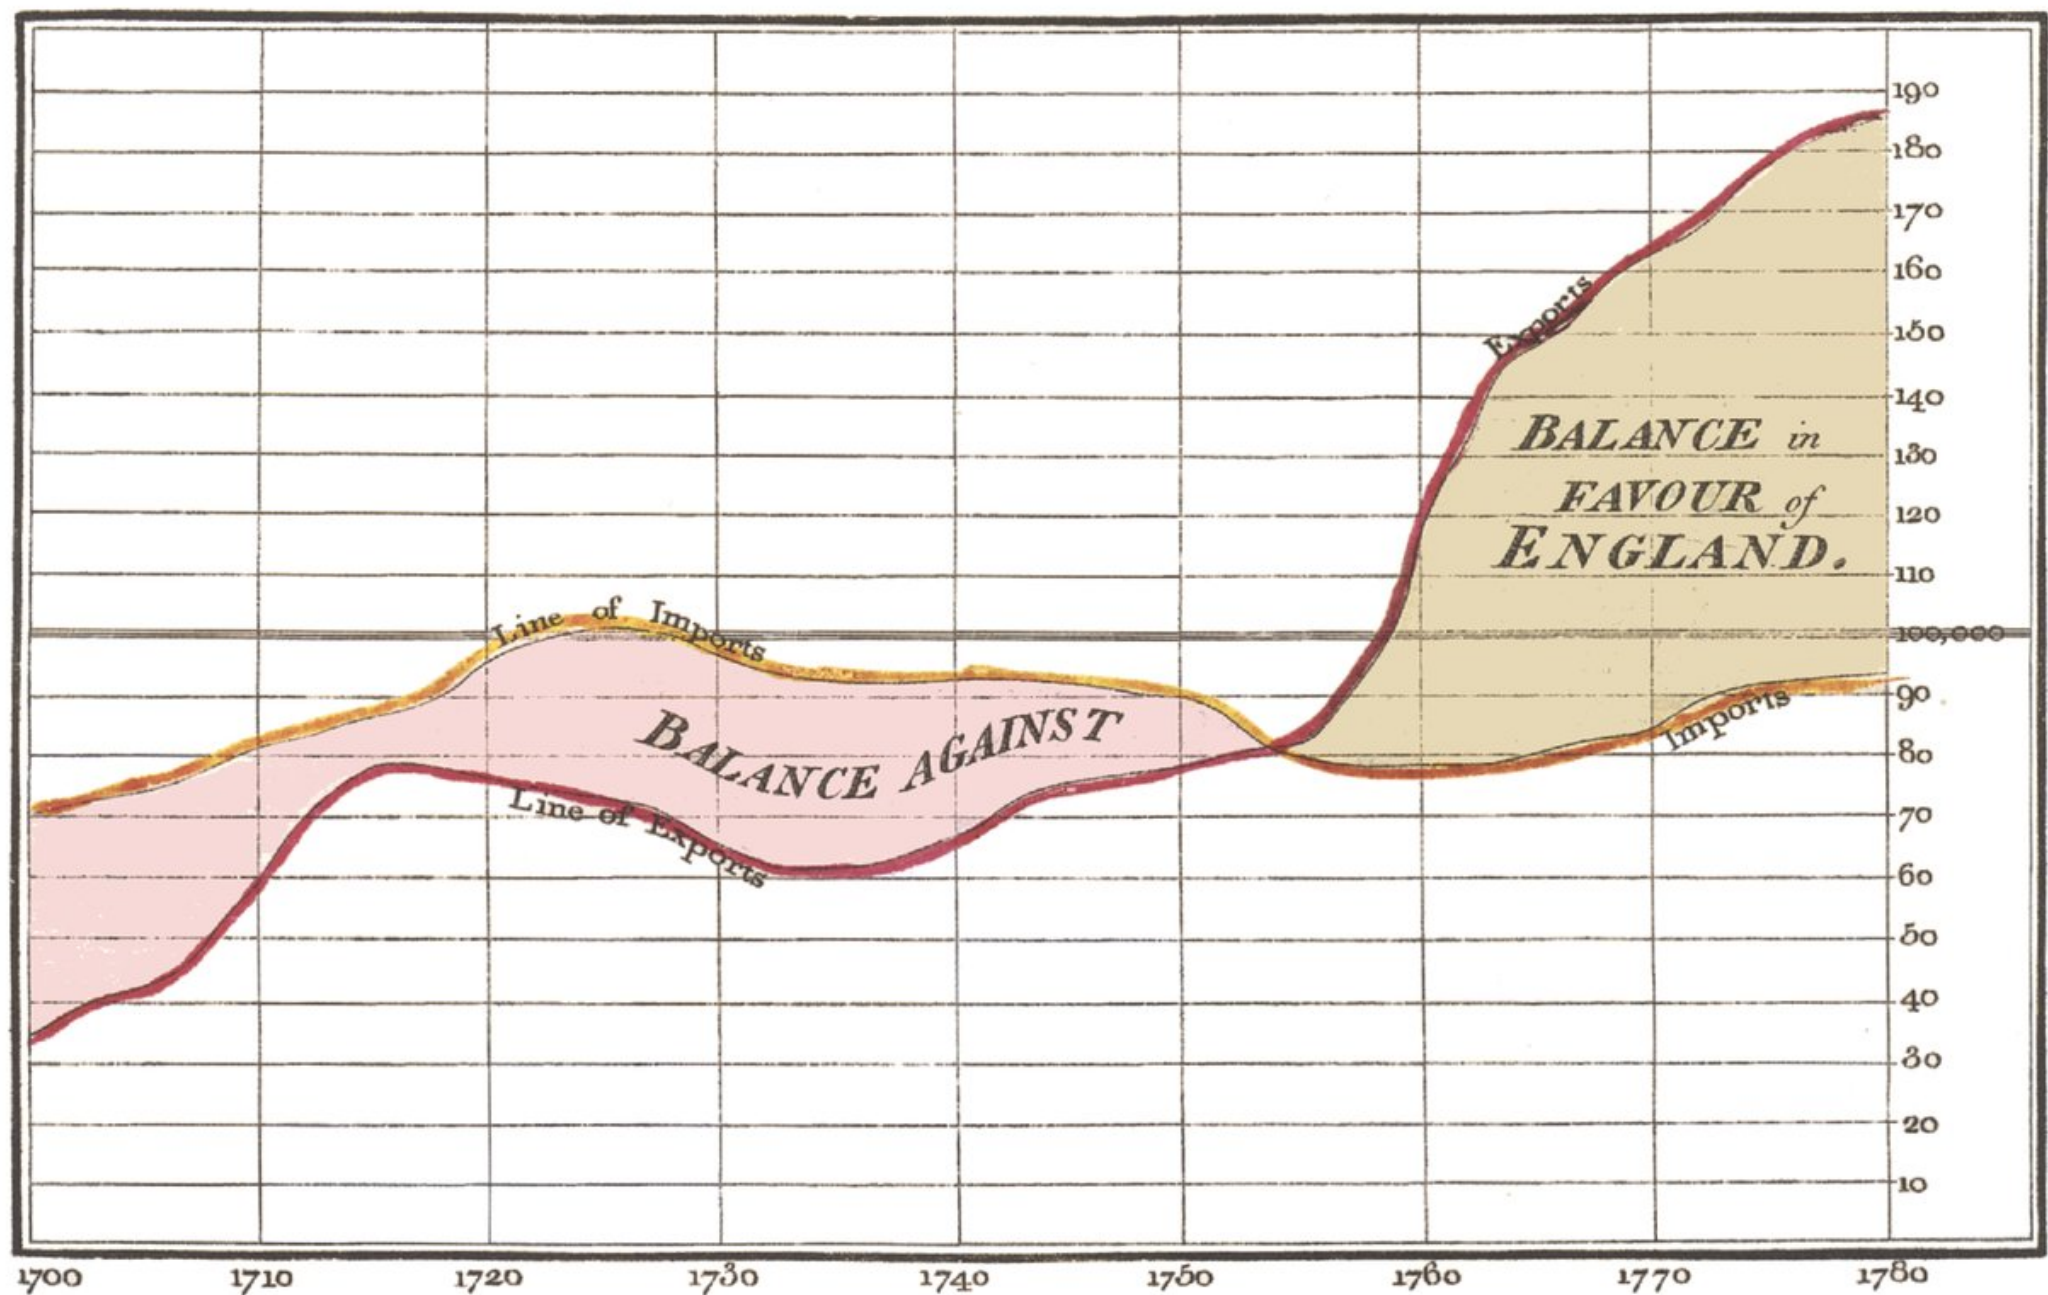 190
180
170
160
Exports
150
140
BALANCE in
130
FAVOUR of
120
ENGLAND.
110
Line of Imports
100,000
90
Imports
BALANCE AGAINST
80
Line of Exports
70
60
50
40
30
20
10
1700 1710 1720 1730 1740 1750 1760 1770 1780